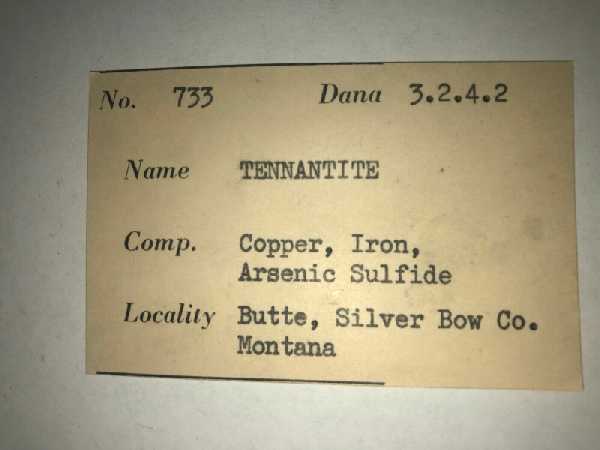 No. 733 Dana 3.2.4.2
Name TENNANTITE
Comp. Copper, Iron,
Arsenic Sulfide
Locality Butte, Silver Bow Co.
Montana